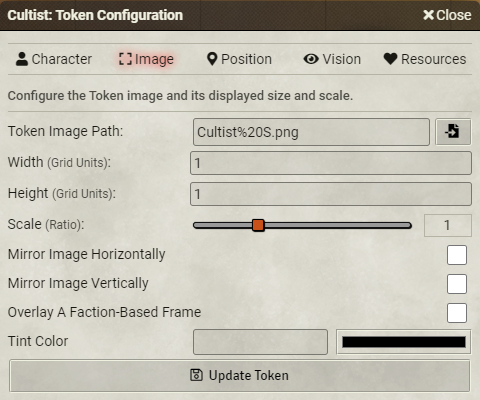 Cultist: Token Configuration Close
Character Image Position Vision Resources
Configure the Token image and its displayed size and scale.
Token Image Path: Cultist%20S.png
Width (Grid Units): 1
Height (Grid Units): 1
Scale (Ratio): 1
Mirror Image Horizontally
Mirror Image Vertically
Overlay A Faction-Based Frame
Tint Color
Update Token